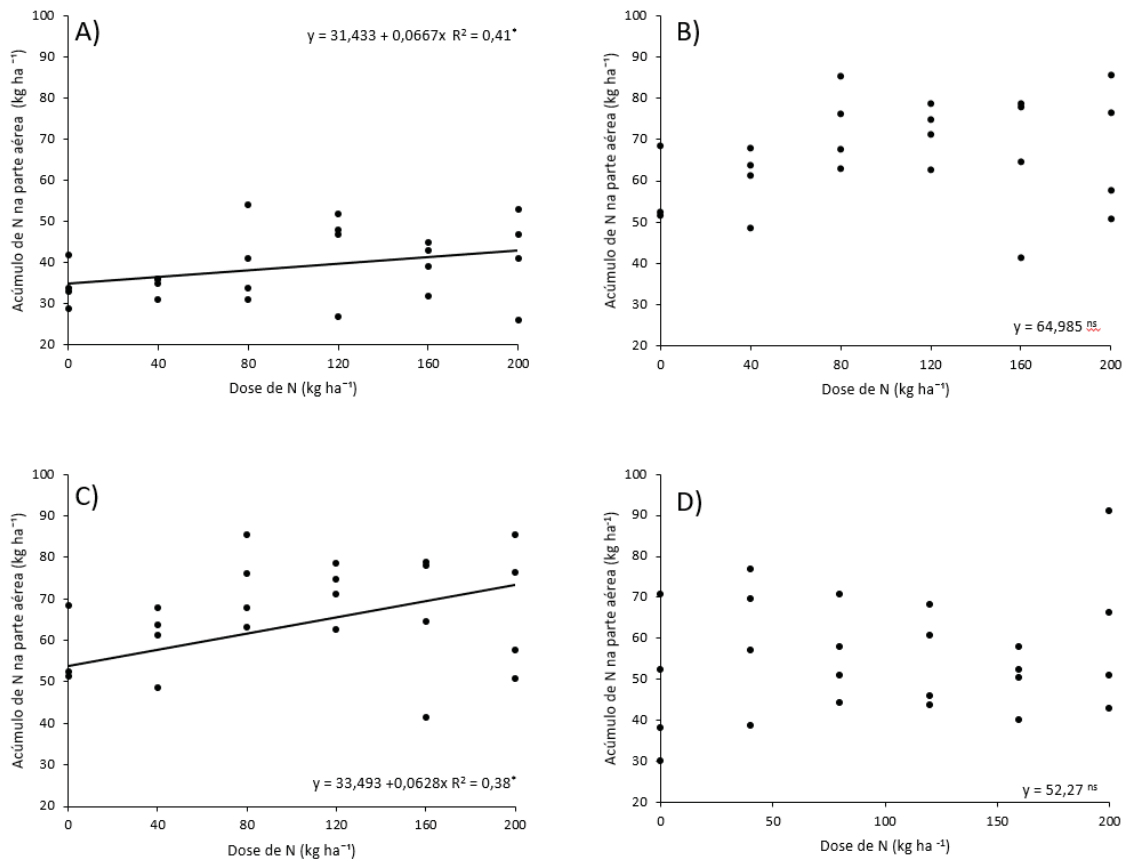 A)
y = 31,433 + 0,0667x R² = 0,41*
Acúmulo de N na parte aérea (kg ha⁻¹)
100
90
80
70
60
50
40
30
20
0 40 80 120 160 200
Dose de N (kg ha⁻¹)
B)
y = 64,985 ns
Acúmulo de N na parte aérea (kg ha⁻¹)
100
90
80
70
60
50
40
30
20
0 40 80 120 160 200
Dose de N (kg ha⁻¹)
C)
y = 33,493 +0,0628x R² = 0,38*
Acúmulo de N na parte aérea (kg ha⁻¹)
100
90
80
70
60
50
40
30
20
0 40 80 120 160 200
Dose de N (kg ha⁻¹)
D)
y = 52,27 ns
Acúmulo de N na parte aérea (kg ha⁻¹)
100
90
80
70
60
50
40
30
20
0 50 100 150 200
Dose de N (kg ha ⁻¹)